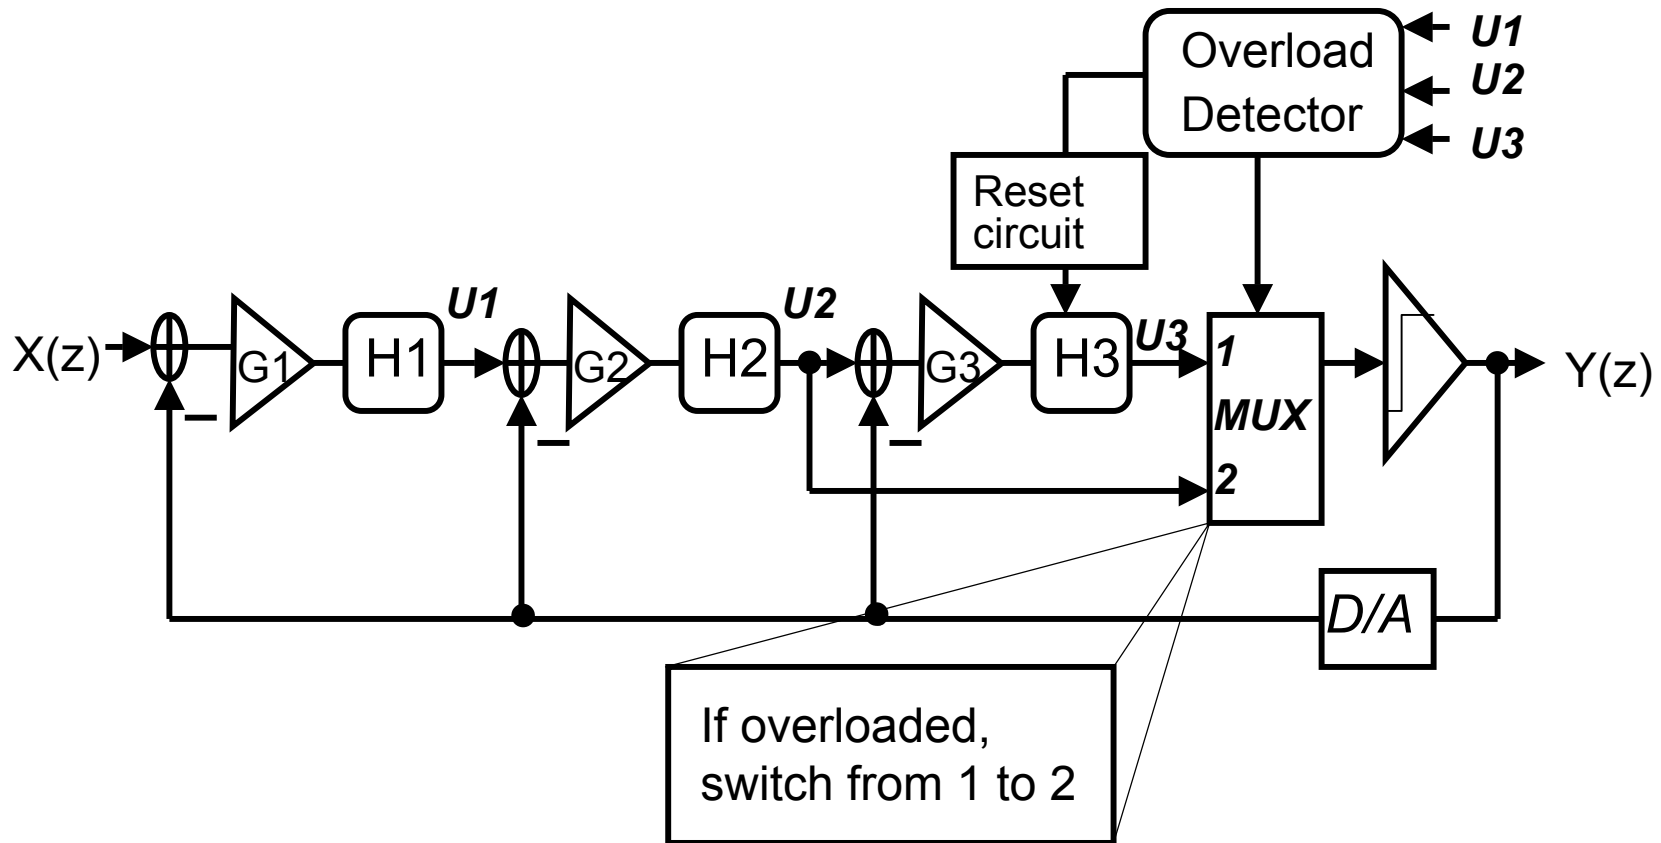 Overload
Detector
U1
U2
U3
Reset
circuit
X(z)
G1
H1
U1
G2
H2
U2
G3
H3
U3
1
MUX
2
Y(z)
D/A
If overloaded,
switch from 1 to 2